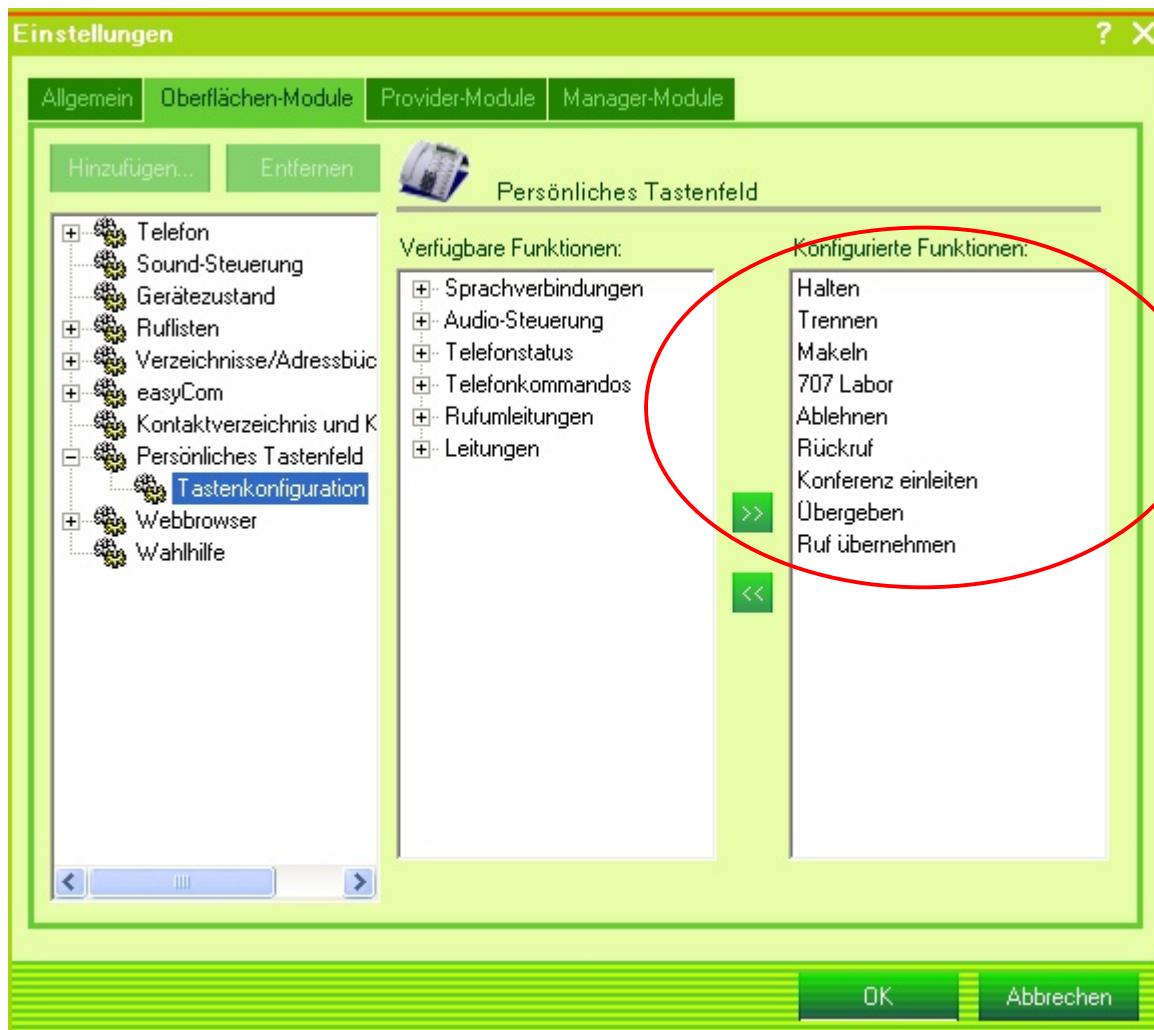 Einstellungen ?
Allgemein Oberflächen-Module Provider-Module Manager-Module
Hinzufügen... Entfernen
Persönliches Tastenfeld
Telefon
Sound-Steuerung
Gerätezustand
Ruflisten
Verzeichnisse/Adressbüc
easyCom
Kontaktverzeichnis und K
Persönliches Tastenfeld
Tastenkonfiguration
Webbrowser
Wahlhilfe
Verfügbare Funktionen:
Sprachverbindungen
Audio-Steuerung
Telefonstatus
Telefonkommandos
Rufumleitungen
Leitungen
>>
<<
Konfigurierte Funktionen:
Halten
Trennen
Makeln
707 Labor
Ablehnen
Rückruf
Konferenz einleiten
Übergeben
Ruf übernehmen
OK Abbrechen